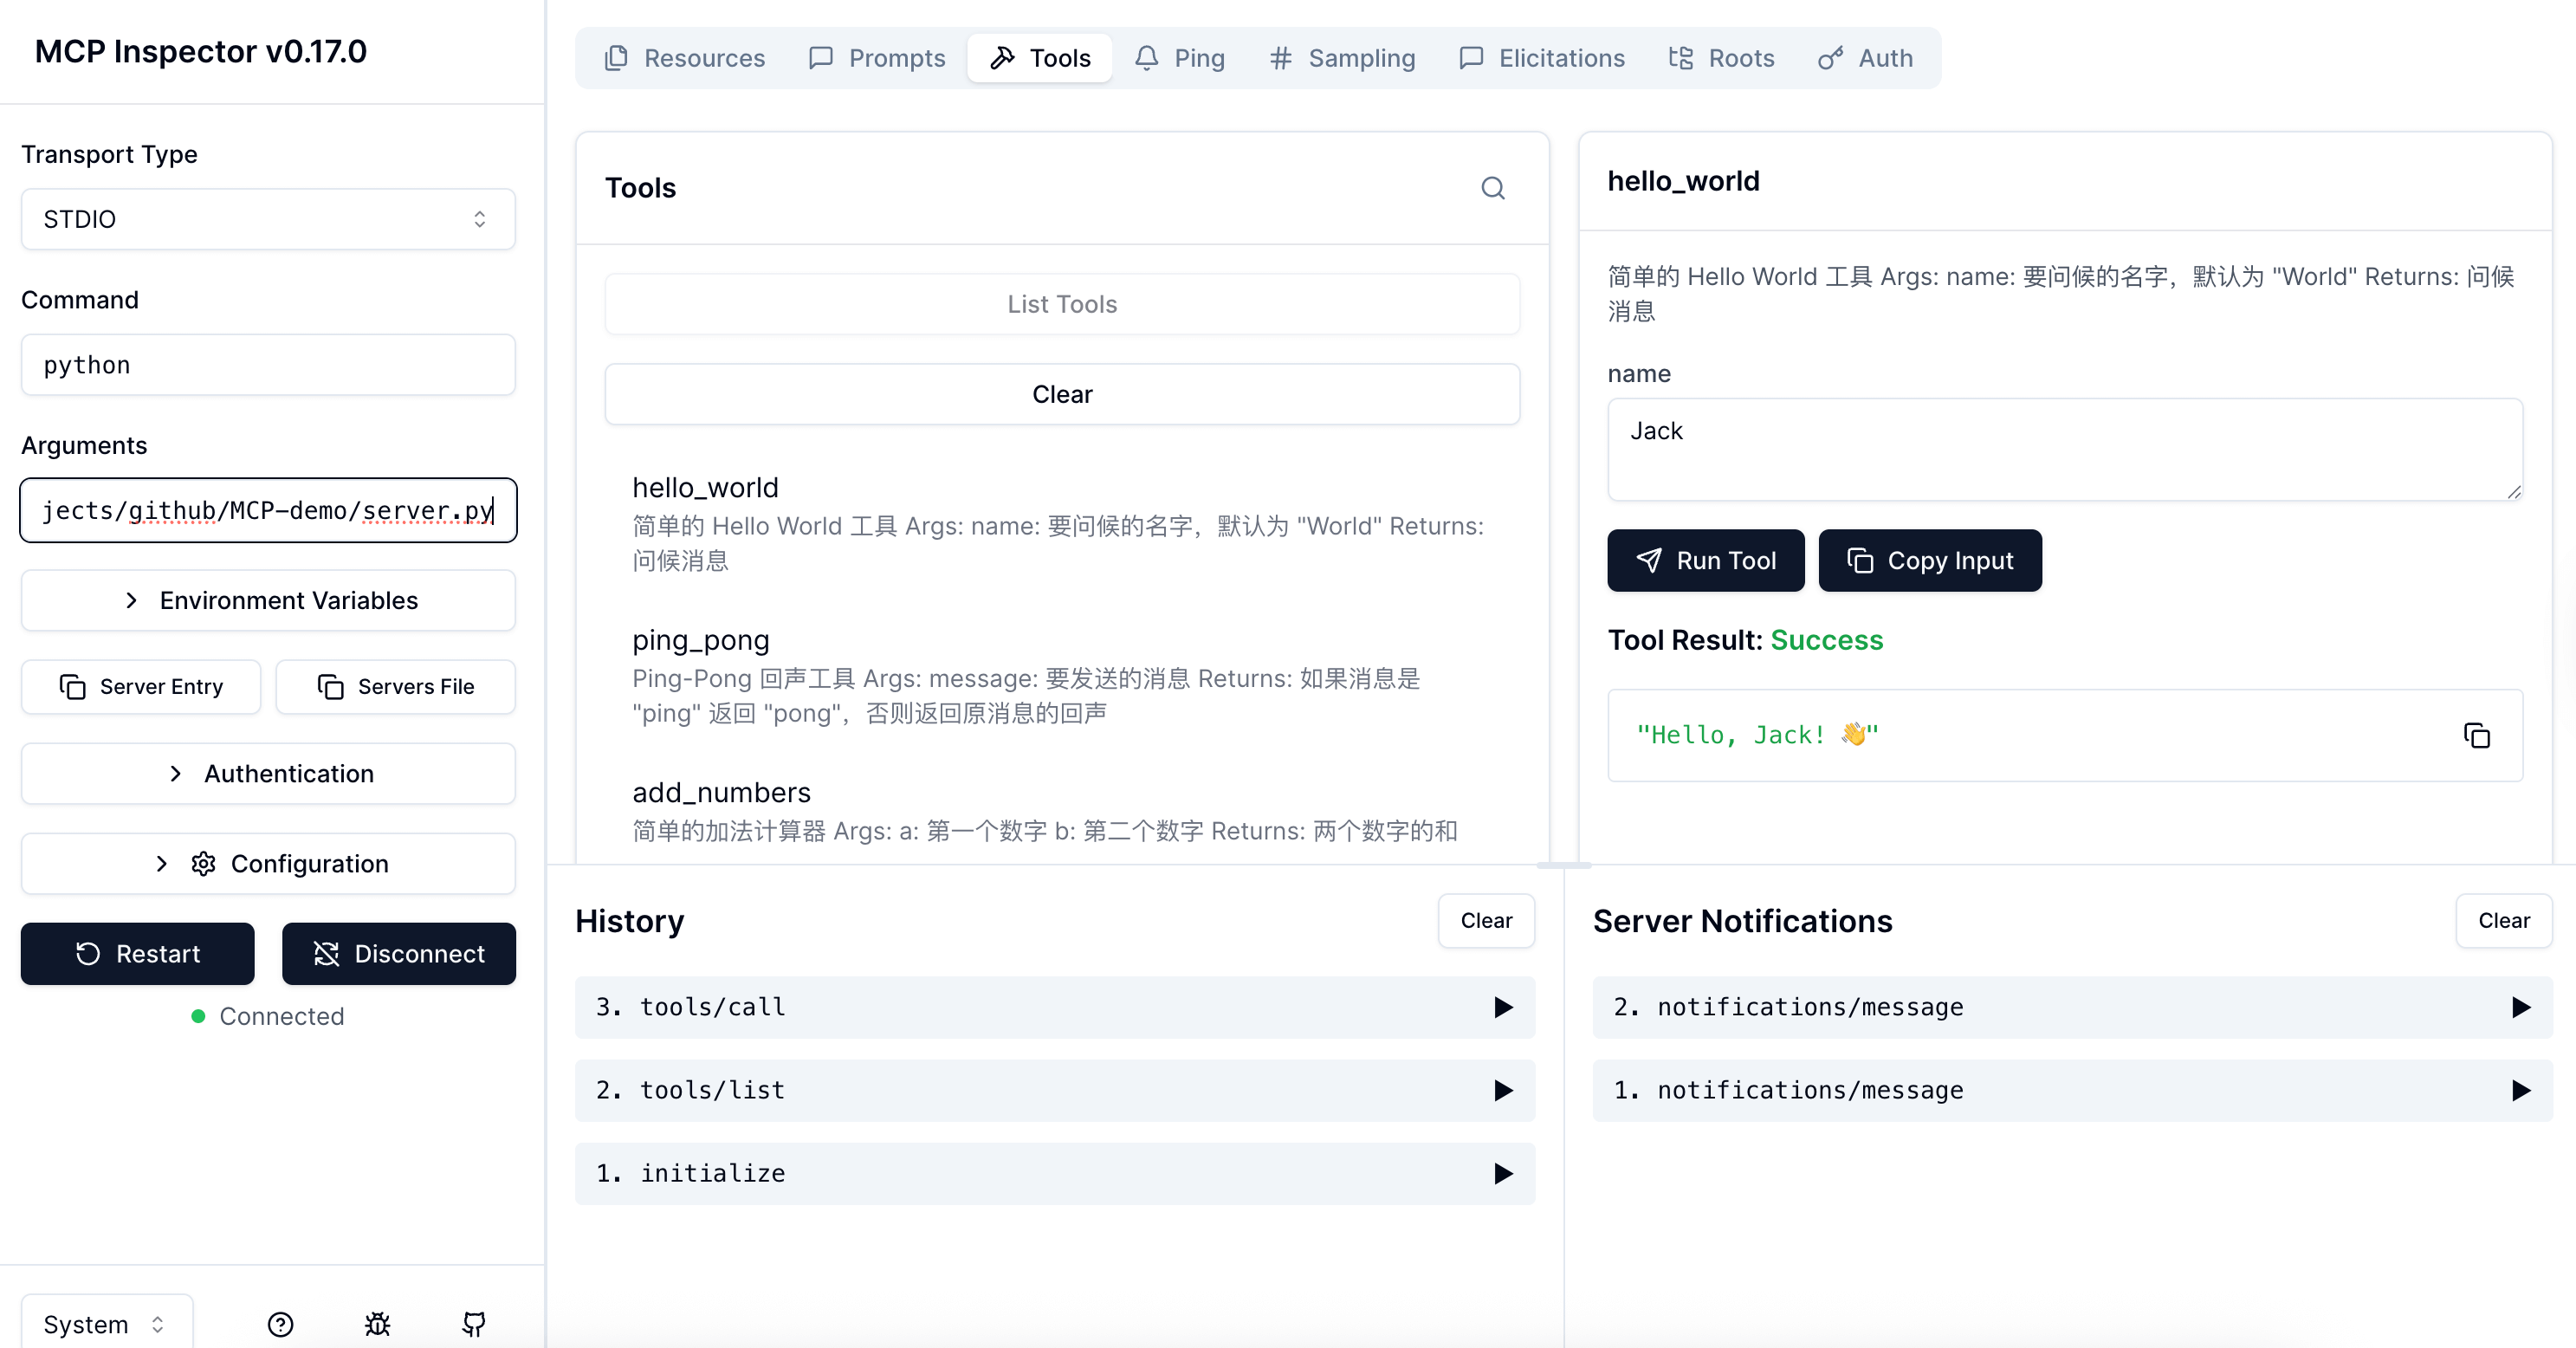 MCP Inspector v0.17.0
Transport Type
STDIO
Command
python
Arguments
jects/github/MCP-demo/server.py
Environment Variables
Server Entry
Servers File
Authentication
Configuration
Restart
Disconnect
Connected
System
Resources
Prompts
Tools
Ping
Sampling
Elicitations
Roots
Auth
Tools
List Tools
Clear
hello_world
简单的 Hello World 工具 Args: name: 要问候的名字，默认为 "World" Returns:
问候消息
ping_pong
Ping-Pong 回声工具 Args: message: 要发送的消息 Returns: 如果消息是
"ping" 返回 "pong"，否则返回原消息的回声
add_numbers
简单的加法计算器 Args: a: 第一个数字 b: 第二个数字 Returns: 两个数字的和
hello_world
简单的 Hello World 工具 Args: name: 要问候的名字，默认为 "World" Returns: 问候
消息
name
Jack
Run Tool
Copy Input
Tool Result: Success
"Hello, Jack! 👋"
History
Clear
3. tools/call
2. tools/list
1. initialize
Server Notifications
Clear
2. notifications/message
1. notifications/message